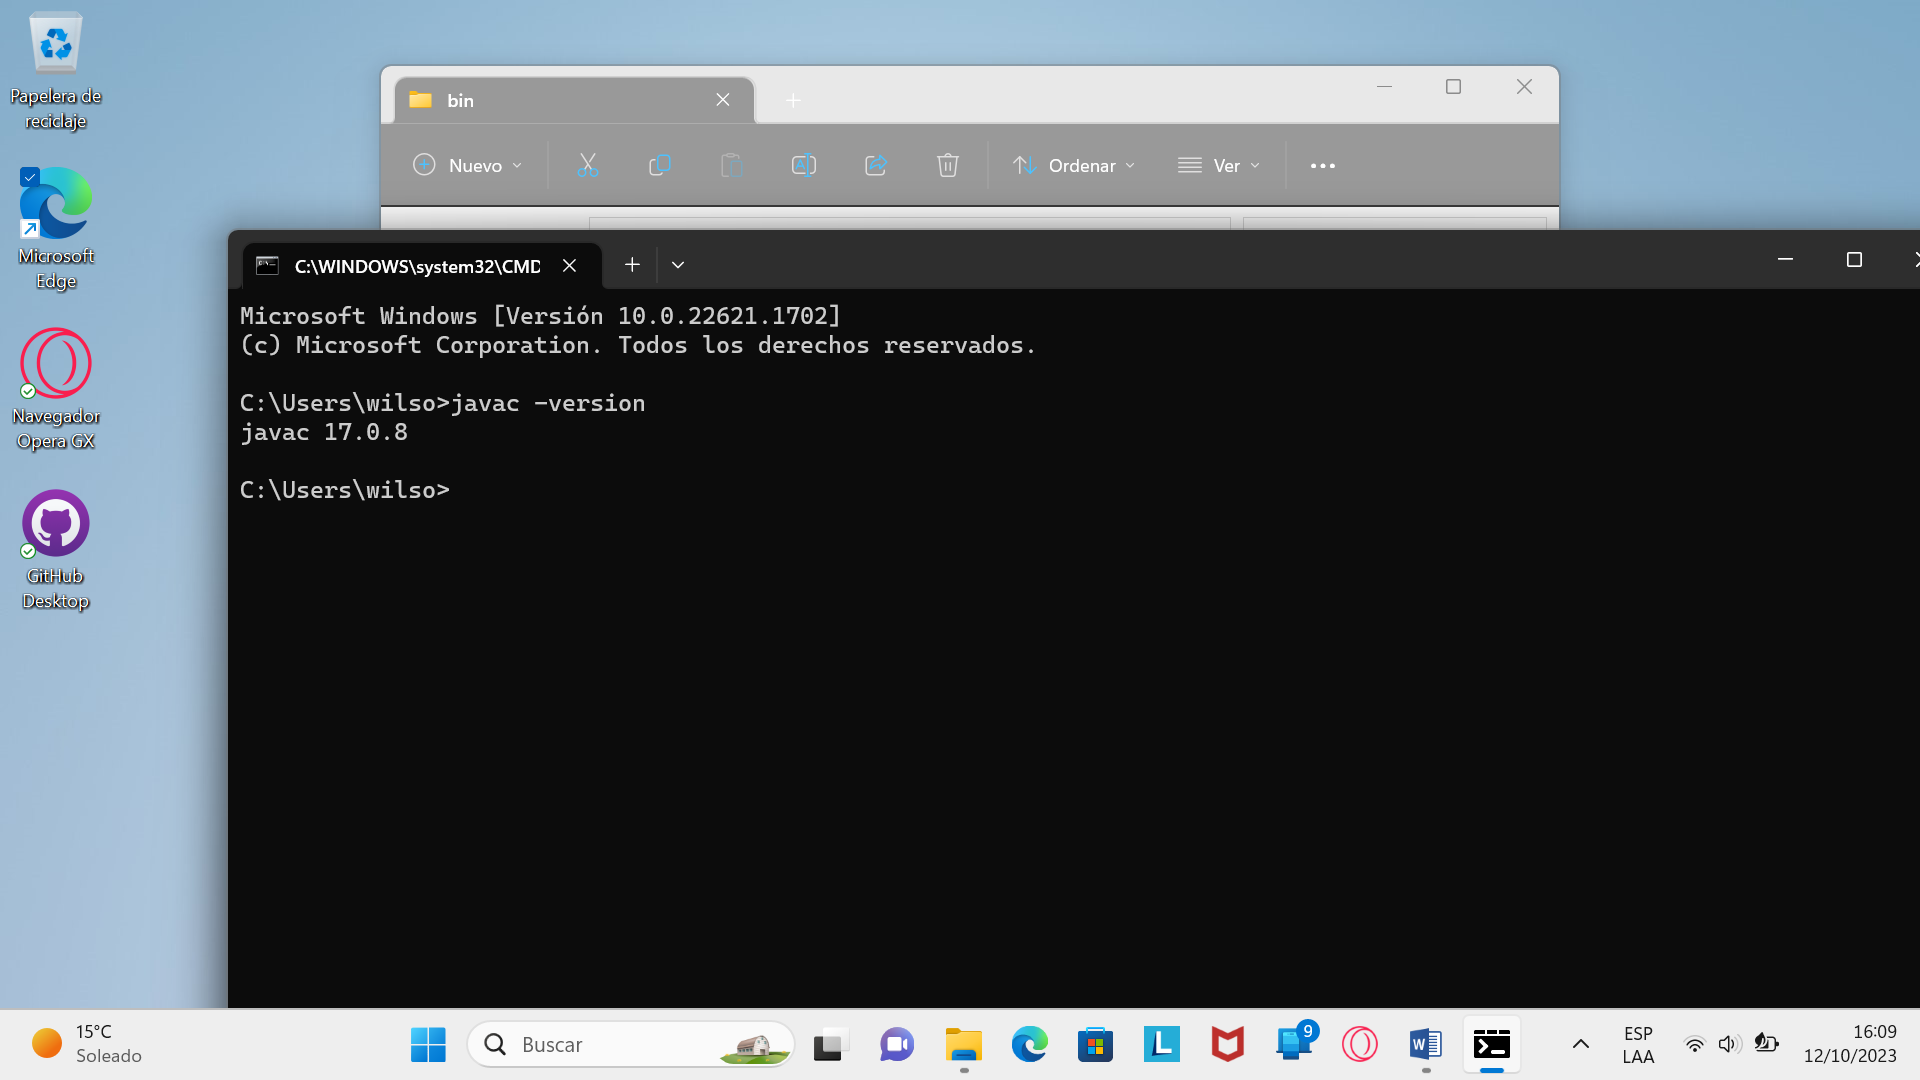 Papelera de
reciclaje
Microsoft
Edge
Navegador
Opera GX
GitHub
Desktop
bin
Nuevo
Ordenar
Ver
C:\WINDOWS\system32\CMD
Microsoft Windows [Versión 10.0.22621.1702]
(c) Microsoft Corporation. Todos los derechos reservados.
C:\Users\wilso>javac -version
javac 17.0.8
C:\Users\wilso>
15°C
Soleado
Buscar
9
ESP
LAA
16:09
12/10/2023